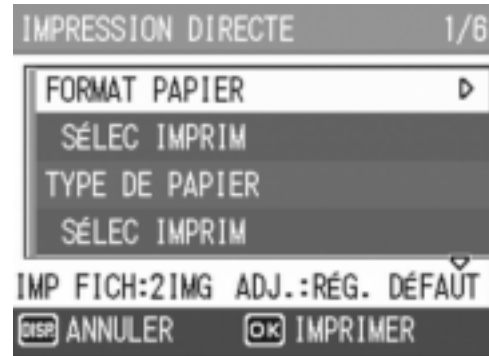 IMPRESSION DIRECTE 1/6
FORMAT PAPIER
SÉLEC IMPRIM
TYPE DE PAPIER
SÉLEC IMPRIM
IMP FICH:2IMG ADJ.:RÉG. DÉFAUT
DISP. ANNULER OK IMPRIMER